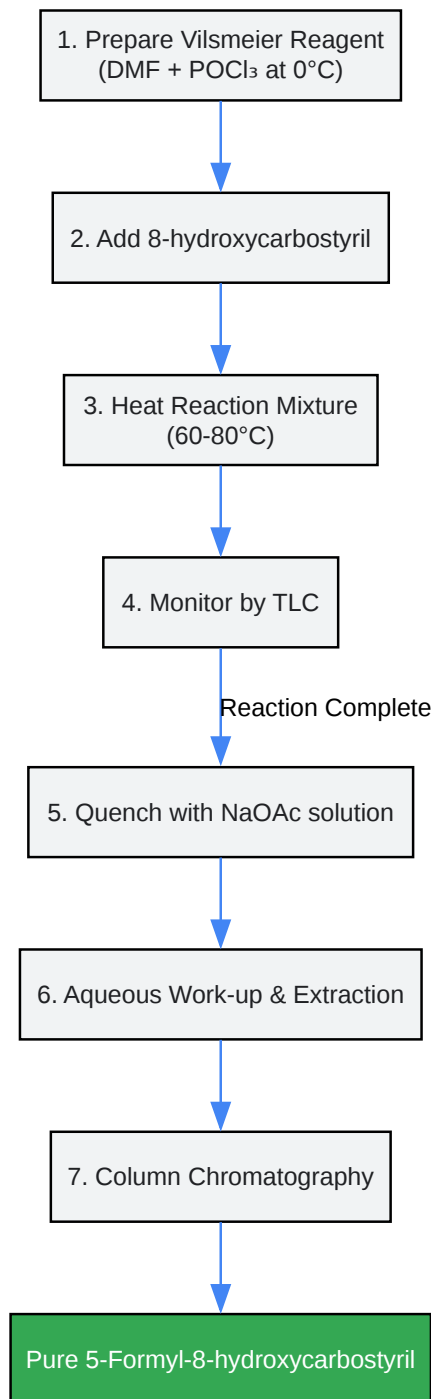 1. Prepare Vilsmeier Reagent
(DMF + POCl₃ at 0°C)
2. Add 8-hydroxycarbostyril
3. Heat Reaction Mixture
(60-80°C)
4. Monitor by TLC
Reaction Complete
5. Quench with NaOAc solution
6. Aqueous Work-up & Extraction
7. Column Chromatography
Pure 5-Formyl-8-hydroxycarbostyril